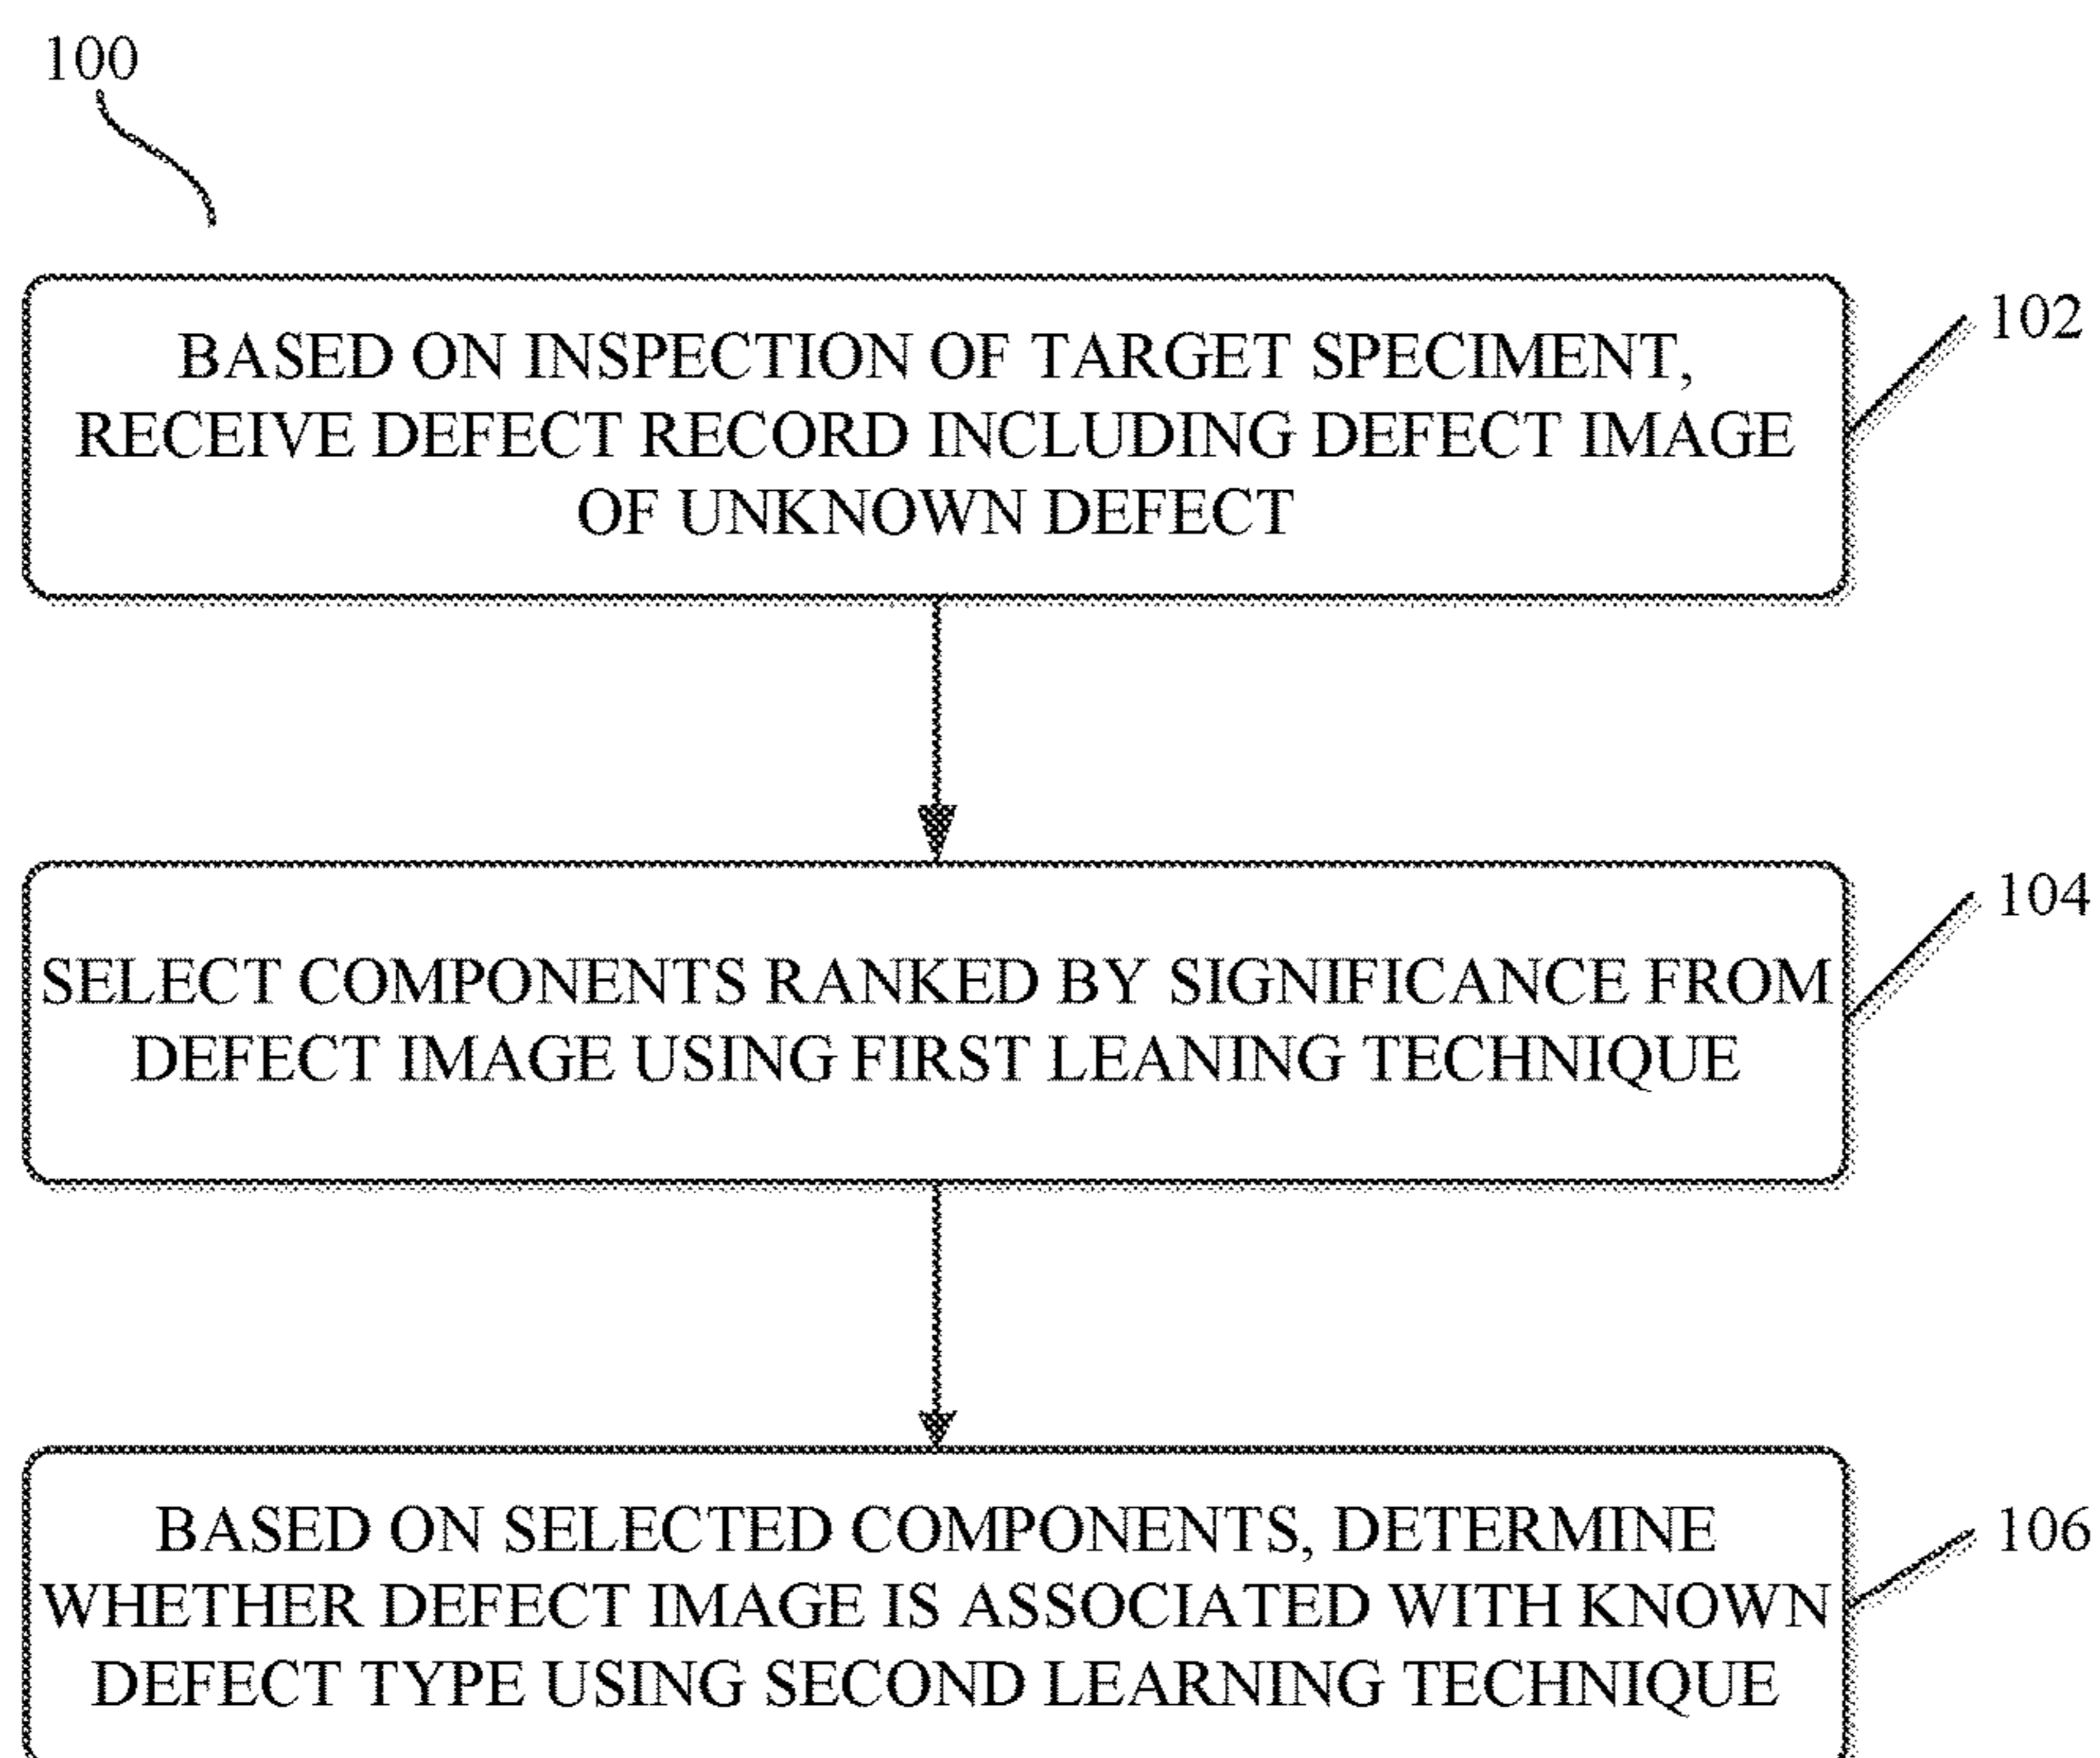 100
BASED ON INSPECTION OF TARGET SPECIMENT,
RECEIVE DEFECT RECORD INCLUDING DEFECT IMAGE
OF UNKNOWN DEFECT
102
SELECT COMPONENTS RANKED BY SIGNIFICANCE FROM
DEFECT IMAGE USING FIRST LEANING TECHNIQUE
104
BASED ON SELECTED COMPONENTS, DETERMINE
WHETHER DEFECT IMAGE IS ASSOCIATED WITH KNOWN
DEFECT TYPE USING SECOND LEARNING TECHNIQUE
106